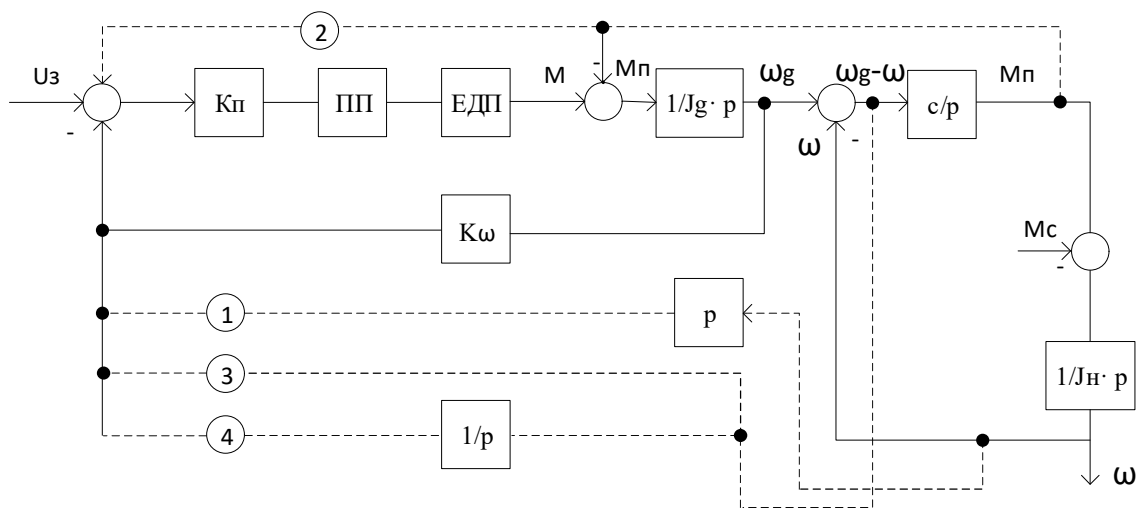 2
Uз
-
М
Мп
ωg
ωg-ω
Мп
Кп
ПП
ЕДП
1/Jg· p
c/p
-
ω
-
Kω
Мс
-
1
p
3
1/Jн· p
4
1/p
ω